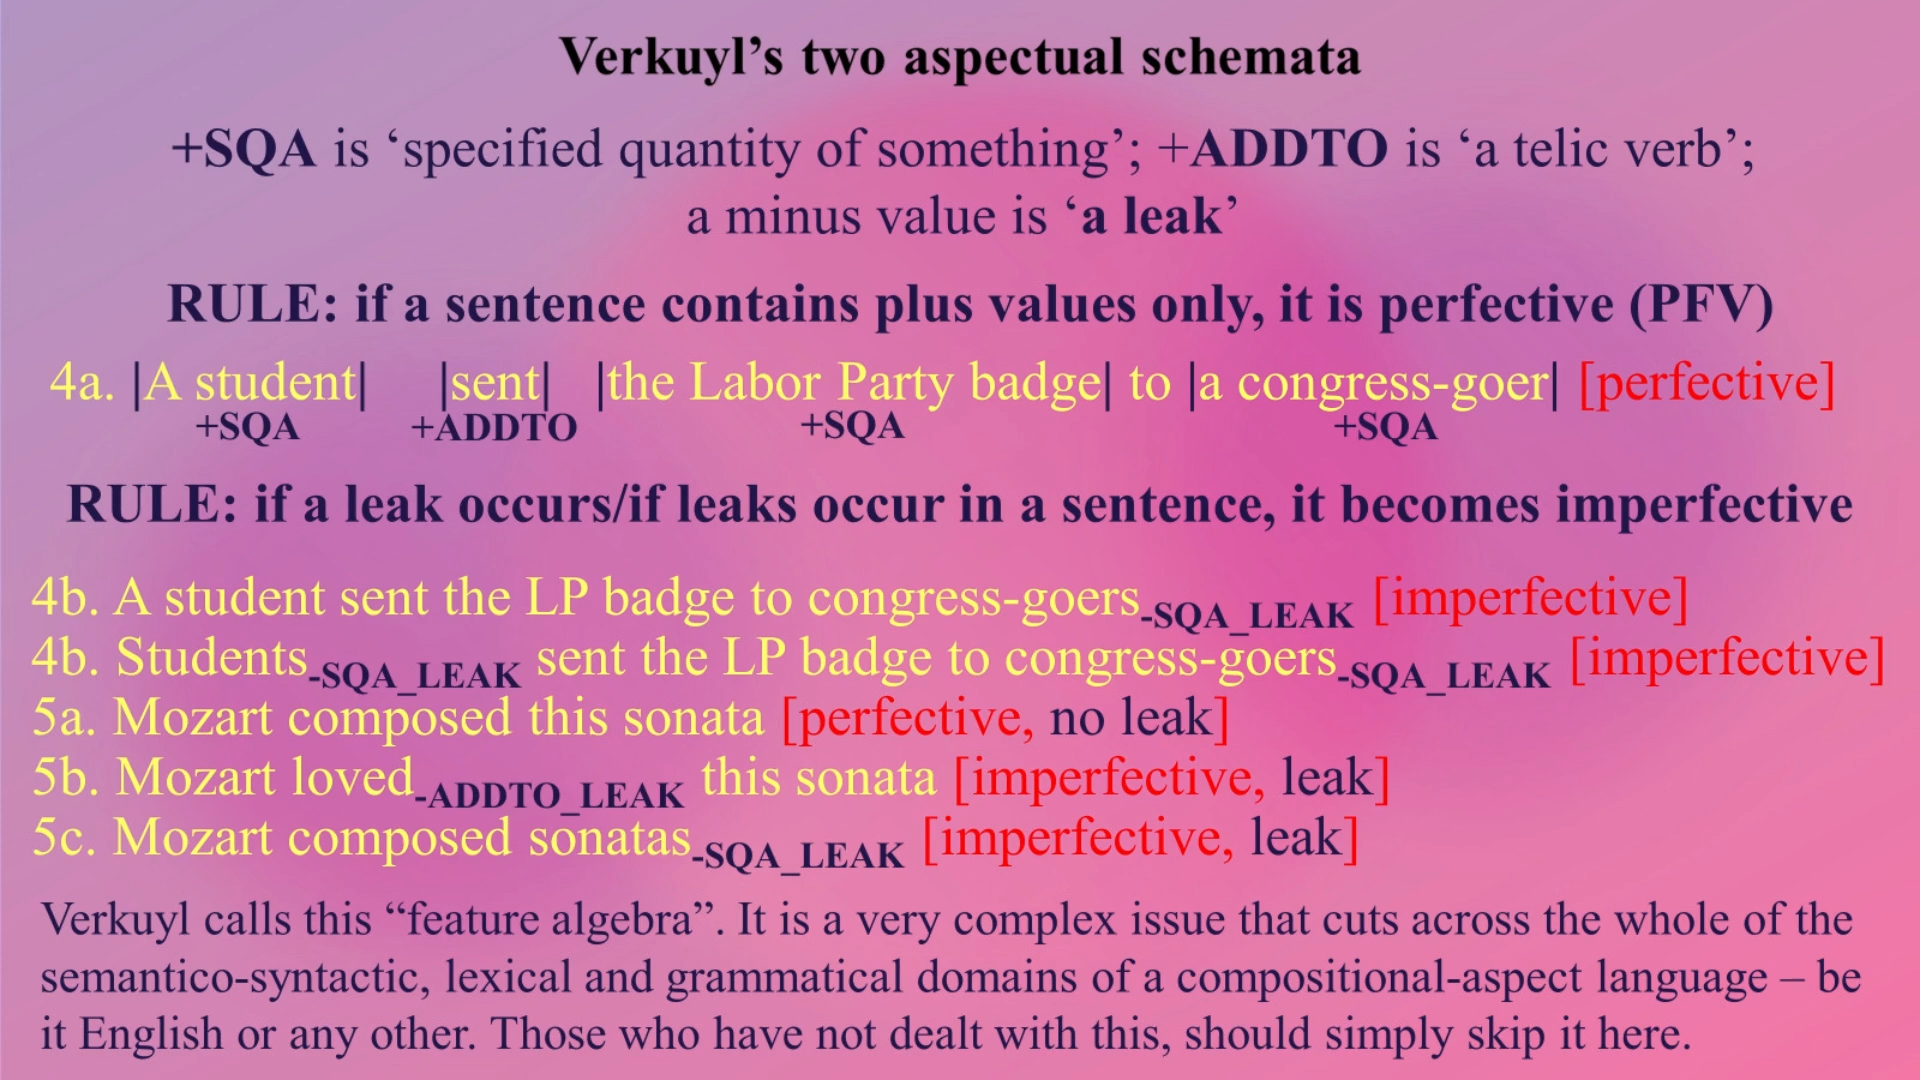 Verkuyl’s two aspectual schemata
+SQA is ‘specified quantity of something’; +ADDTO is ‘a telic verb’;
a minus value is ‘a leak’
RULE: if a sentence contains plus values only, it is perfective (PFV)
4a. |A student| |sent| |the Labor Party badge| to |a congress-goer| [perfective]
+SQA +ADDTO +SQA +SQA
RULE: if a leak occurs/if leaks occur in a sentence, it becomes imperfective
4b. A student sent the LP badge to congress-goers-SQA_LEAK [imperfective]
4b. Students-SQA_LEAK sent the LP badge to congress-goers-SQA_LEAK [imperfective]
5a. Mozart composed this sonata [perfective, no leak]
5b. Mozart loved-ADDTO_LEAK this sonata [imperfective, leak]
5c. Mozart composed sonatas-SQA_LEAK [imperfective, leak]
Verkuyl calls this “feature algebra”. It is a very complex issue that cuts across the whole of the
semantico-syntactic, lexical and grammatical domains of a compositional-aspect language – be
it English or any other. Those who have not dealt with this, should simply skip it here.